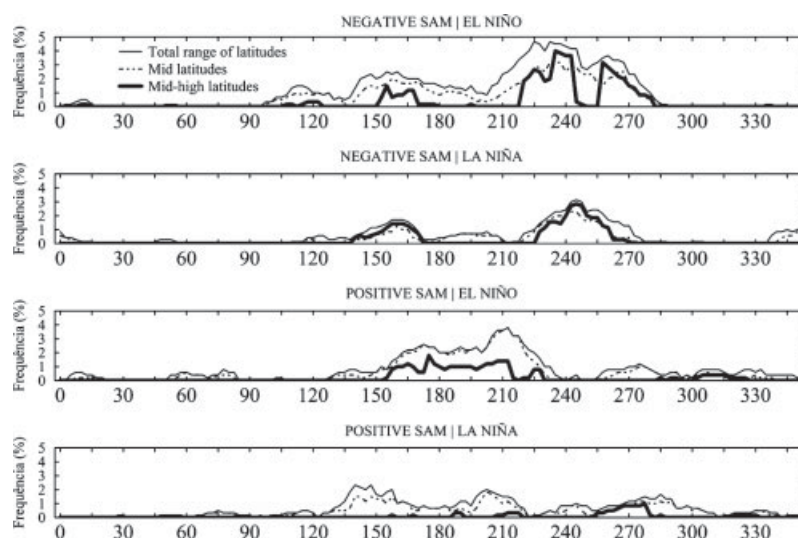 NEGATIVE SAM | EL NIÑO
Frequência (%)
5
4
3
2
1
0
Total range of latitudes
Mid latitudes
Mid-high latitudes
0 30 60 90 120 150 180 210 240 270 300 330
NEGATIVE SAM | LA NIÑA
Frequência (%)
5
4
3
2
1
0
0 30 60 90 120 150 180 210 240 270 300 330
POSITIVE SAM | EL NIÑO
Frequência (%)
5
4
3
2
1
0
0 30 60 90 120 150 180 210 240 270 300 330
POSITIVE SAM | LA NIÑA
Frequência (%)
5
4
3
2
1
0
0 30 60 90 120 150 180 210 240 270 300 330